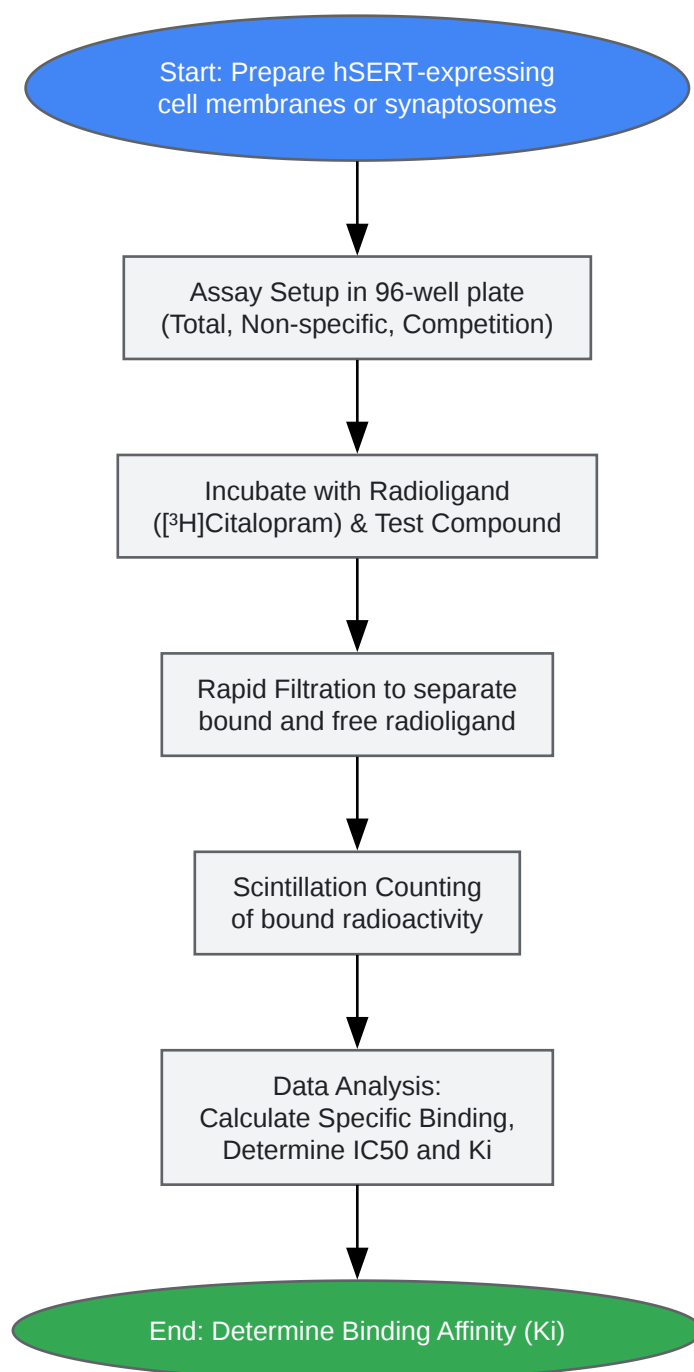 Start: Prepare hSERT-expressing
cell membranes or synaptosomes
Assay Setup in 96-well plate
(Total, Non-specific, Competition)
Incubate with Radioligand
([³H]Citalopram) & Test Compound
Rapid Filtration to separate
bound and free radioligand
Scintillation Counting
of bound radioactivity
Data Analysis:
Calculate Specific Binding,
Determine IC50 and Ki
End: Determine Binding Affinity (Ki)